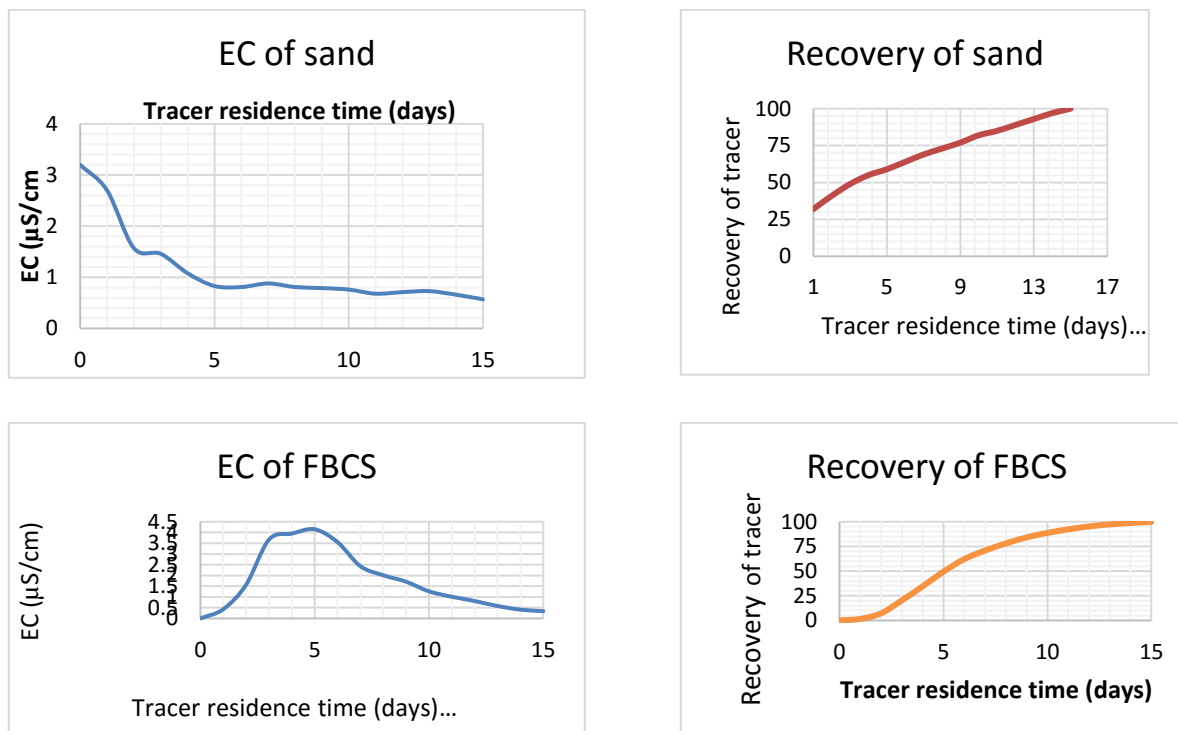 EC of sand
Tracer residence time (days)
EC (µS/cm)
4
3
2
1
0
0 5 10 15
Recovery of sand
Recovery of tracer
100
75
50
25
0
1 5 9 13 17
Tracer residence time (days)...
EC of FBCS
EC (µS/cm)
4.5
4
3.5
3
2.5
2
1.5
1
0.5
0
0 5 10 15
Tracer residence time (days)...
Recovery of FBCS
Recovery of tracer
100
75
50
25
0
0 5 10 15
Tracer residence time (days)